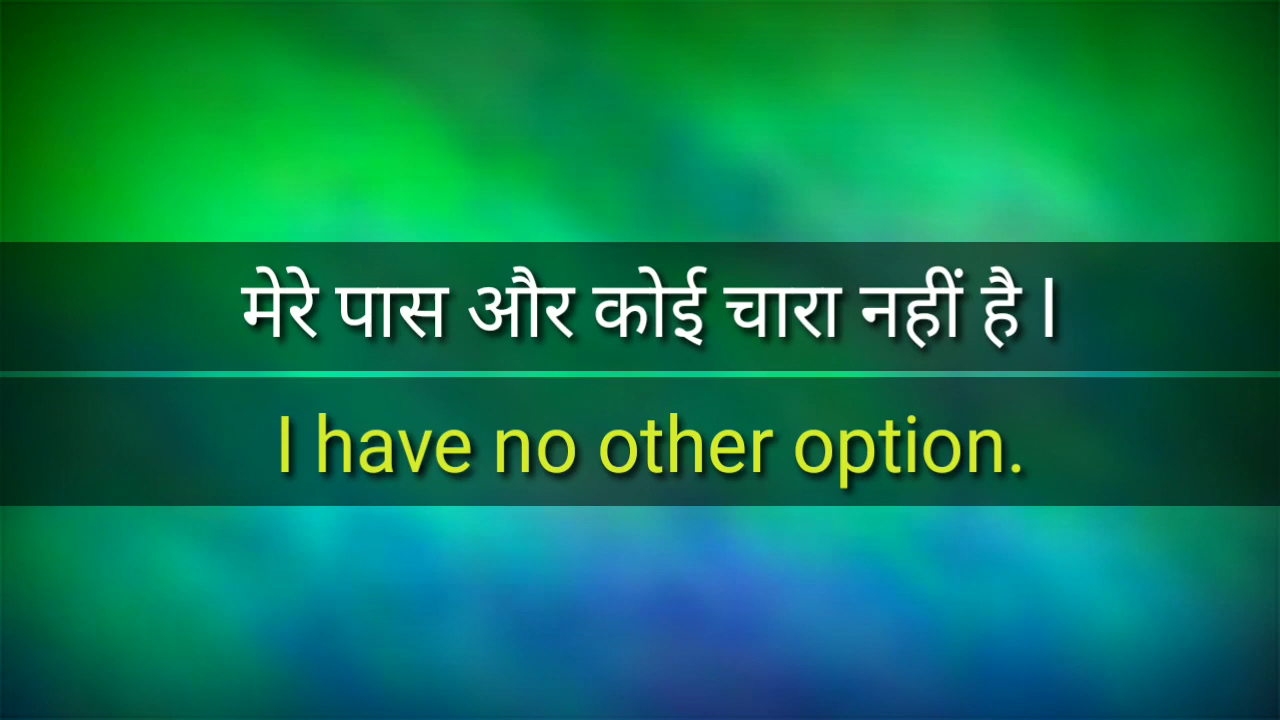 मेरे पास और कोई चारा नहीं है l
I have no other option.